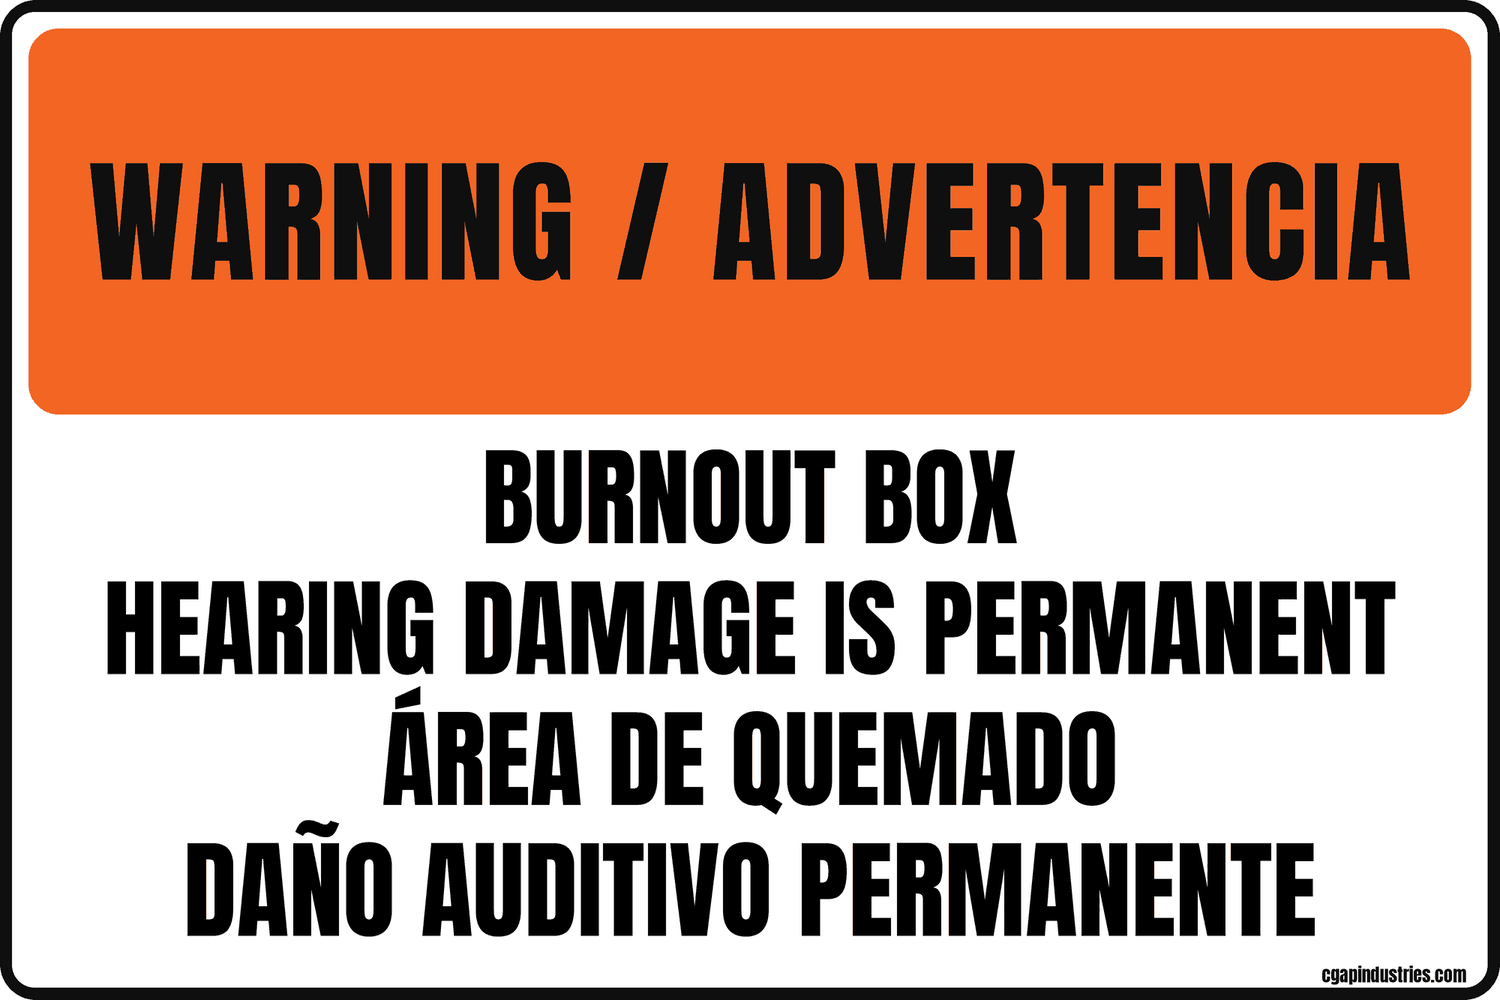 WARNING / ADVERTENCIA
BURNOUT BOX
HEARING DAMAGE IS PERMANENT
ÁREA DE QUEMADO
DAÑO AUDITIVO PERMANENTE
cgapindustries.com